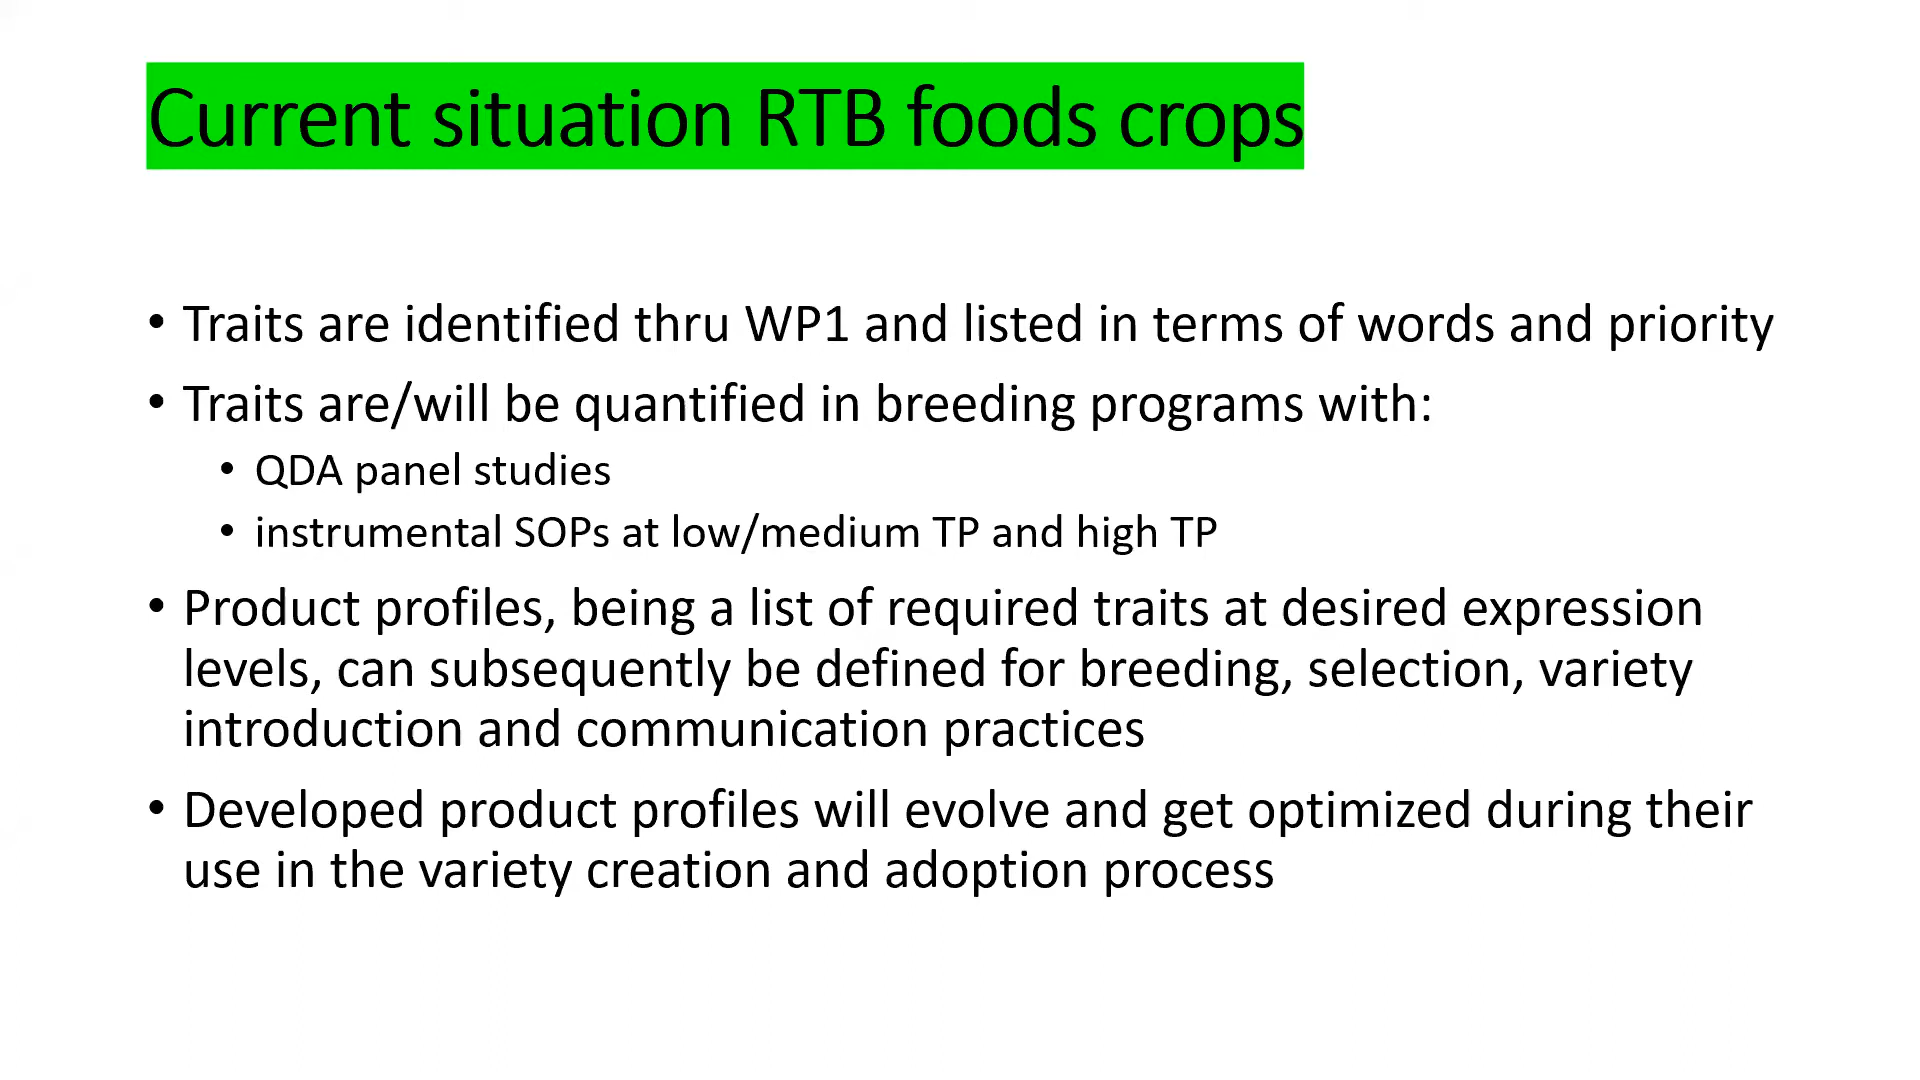 Current situation RTB foods crops
• Traits are identified thru WP1 and listed in terms of words and priority
• Traits are/will be quantified in breeding programs with:
• QDA panel studies
• instrumental SOPs at low/medium TP and high TP
• Product profiles, being a list of required traits at desired expression
levels, can subsequently be defined for breeding, selection, variety
introduction and communication practices
• Developed product profiles will evolve and get optimized during their
use in the variety creation and adoption process